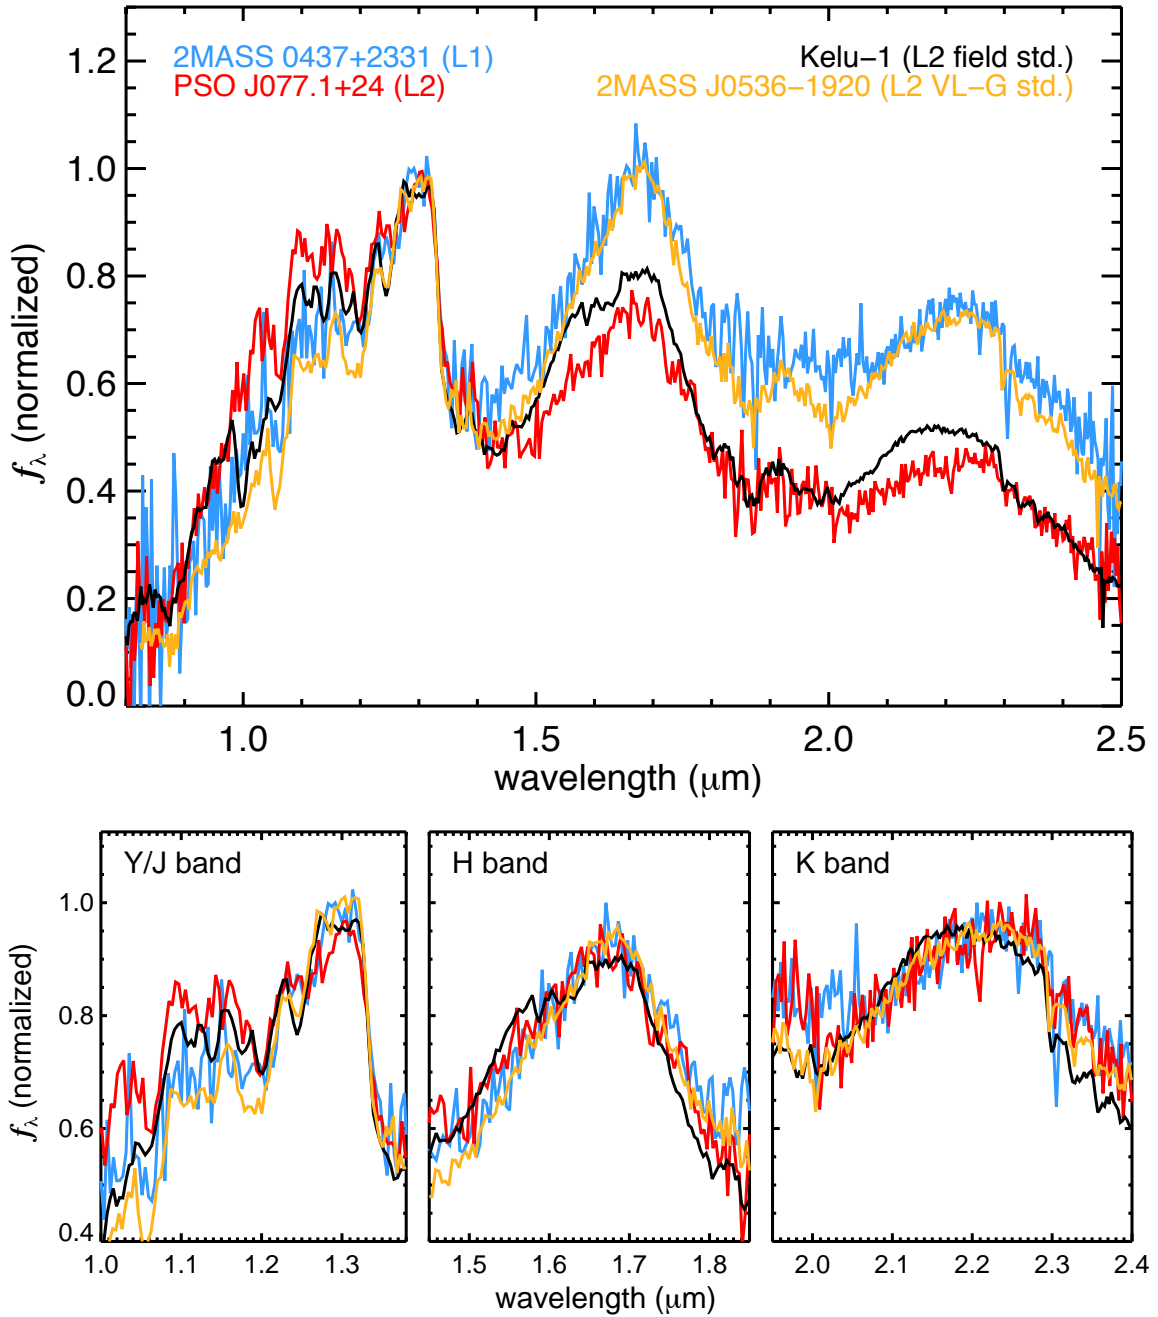 2MASS 0437+2331 (L1)
PSO J077.1+24 (L2)
Kelu−1 (L2 field std.)
2MASS J0536−1920 (L2 VL−G std.)
1.2
1.0
0.8
0.6
0.4
0.2
0.0
fλ (normalized)
1.0 1.5 2.0 2.5
wavelength (μm)
Y/J band
H band
K band
1.0
0.8
0.6
0.4
fλ (normalized)
1.0 1.1 1.2 1.3
1.5 1.6 1.7 1.8
2.0 2.1 2.2 2.3 2.4
wavelength (μm)